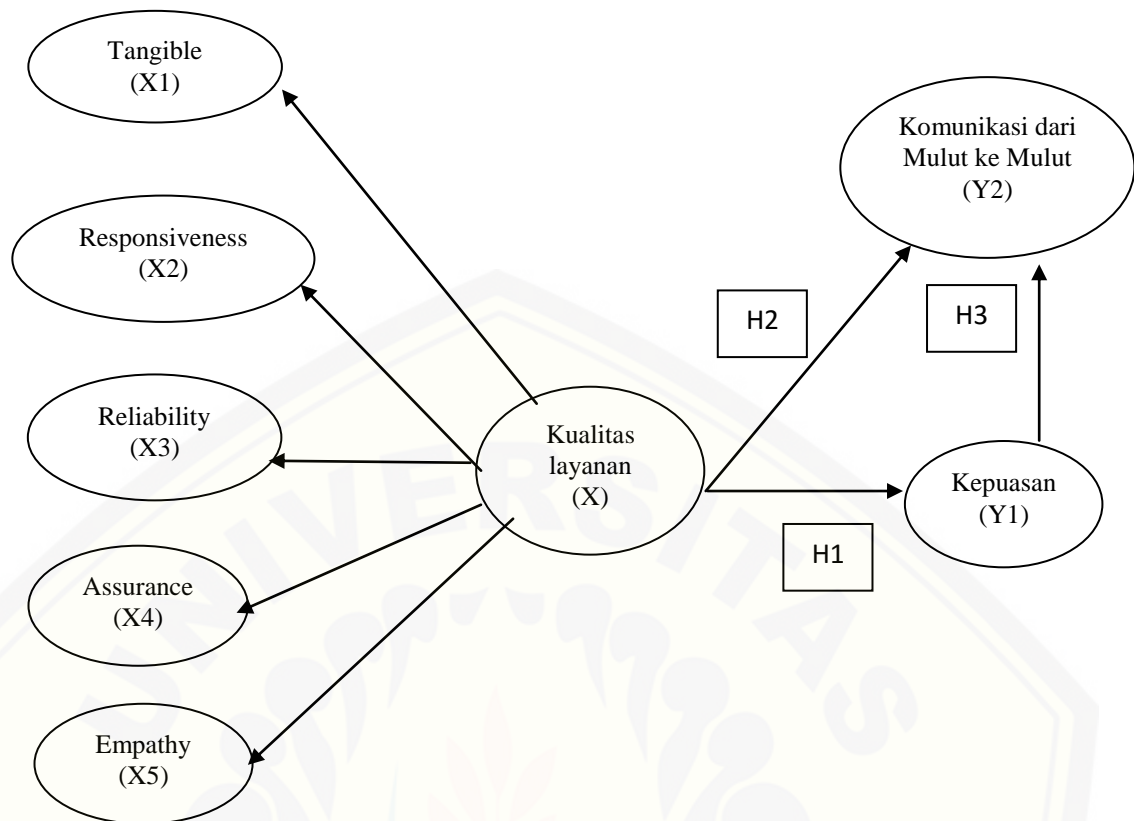 Tangible
(X1)
Responsiveness
(X2)
Reliability
(X3)
Assurance
(X4)
Empathy
(X5)
Kualitas
layanan
(X)
Komunikasi dari
Mulut ke Mulut
(Y2)
H2
H3
Kepuasan
(Y1)
H1
UNIVERSITAS